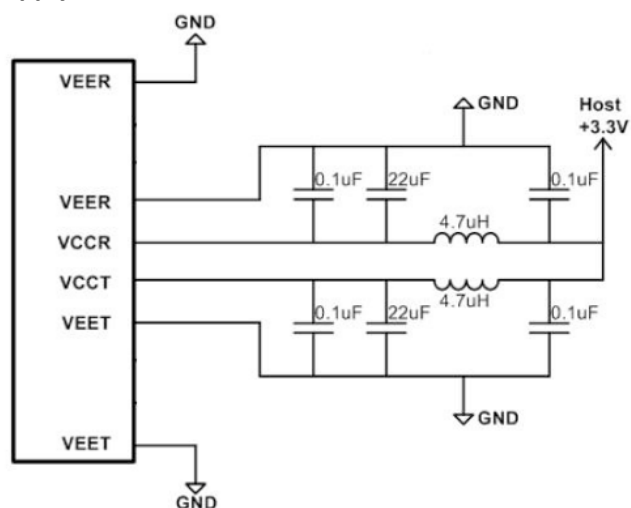 GND
VEER
GND
Host
+3.3V
0.1uF
22uF
0.1uF
VEER
4.7uH
VCCR
VCCT
4.7uH
VEET
0.1uF
22uF
0.1uF
GND
VEET
GND